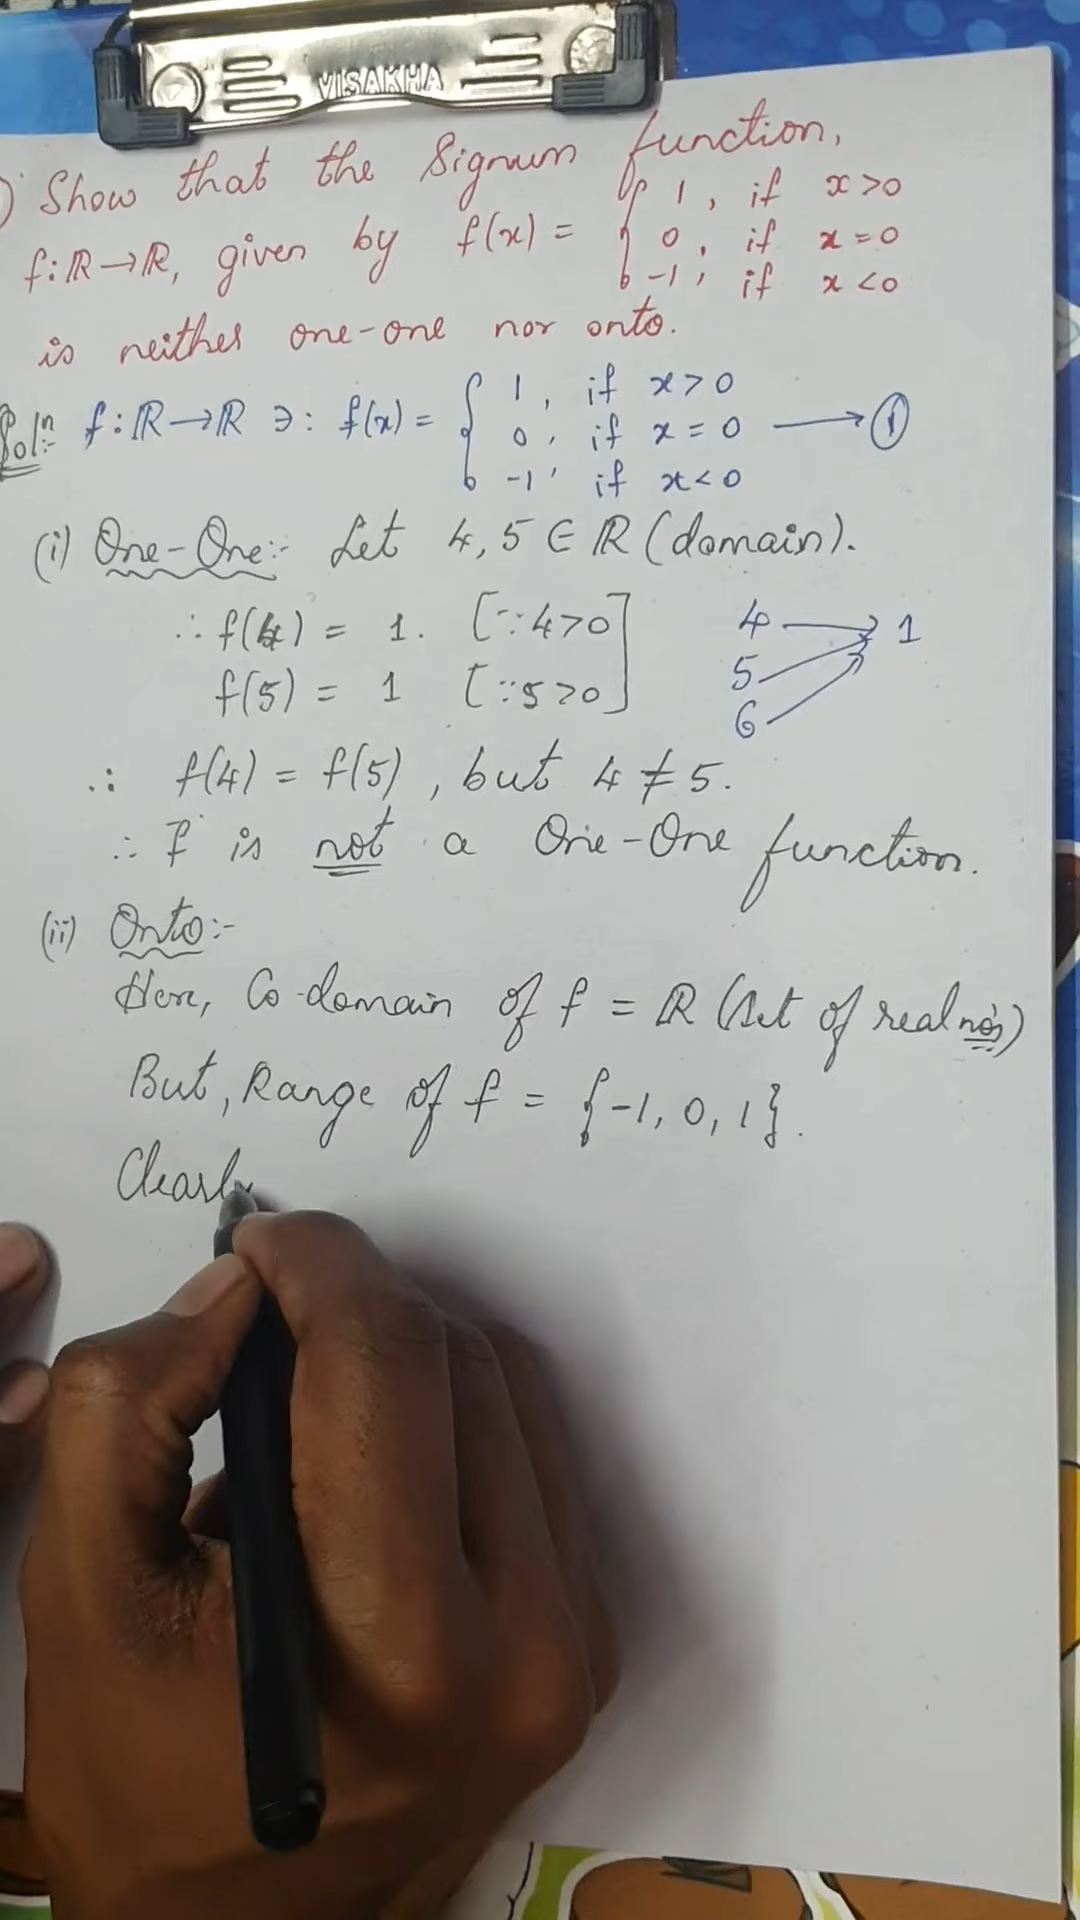 VISAKHA
Show that the Signum function,
f:ℝ→ℝ, given by f(x) = { 1, if x>0
0, if x=0
-1, if x<0
is neither one-one nor onto.
Solⁿ:- f:ℝ→ℝ ∋: f(x) = { 1, if x>0
0, if x=0 → ①
-1, if x<0
(i) One-One:- Let 4,5 ∈ ℝ (domain).
∴ f(4) = 1. [∵4>0]
f(5) = 1 [∵5>0]
4 → 1
5
6
∴ f(4) = f(5), but 4 ≠ 5.
∴ f is not a One-One function.
(ii) Onto:-
Here, Co-domain of f = ℝ (Set of real nos)
But, Range of f = {-1, 0, 1}.
Clearly